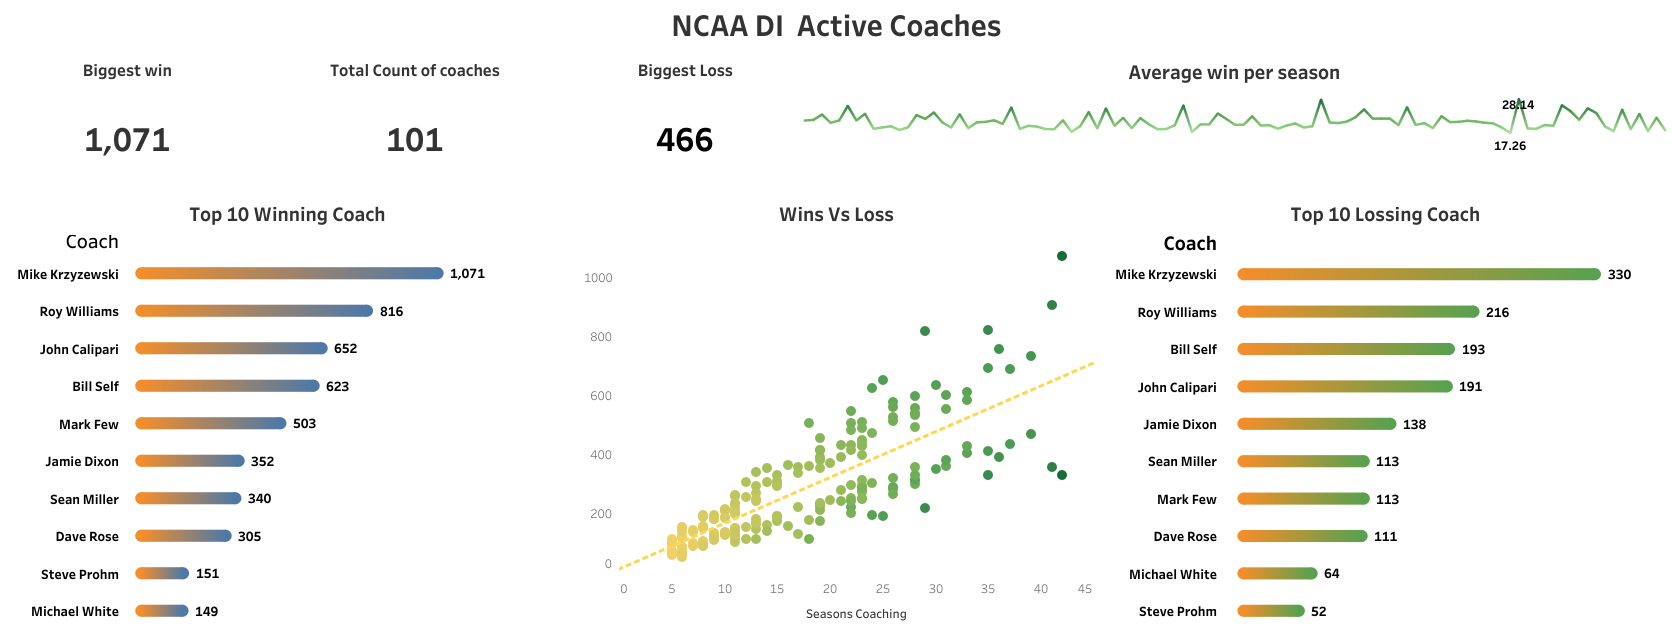 NCAA DI  Active Coaches
Biggest win
Total Count of coaches
Biggest Loss
Average win per season
1,071
101
466
28.14
17.26
Top 10 Winning Coach
Coach
Mike Krzyzewski 1,071
Roy Williams 816
John Calipari 652
Bill Self 623
Mark Few 503
Jamie Dixon 352
Sean Miller 340
Dave Rose 305
Steve Prohm 151
Michael White 149
Wins Vs Loss
1000
800
600
400
200
0
0 5 10 15 20 25 30 35 40 45
Seasons Coaching
Top 10 Lossing Coach
Coach
Mike Krzyzewski 330
Roy Williams 216
Bill Self 193
John Calipari 191
Jamie Dixon 138
Sean Miller 113
Mark Few 113
Dave Rose 111
Michael White 64
Steve Prohm 52